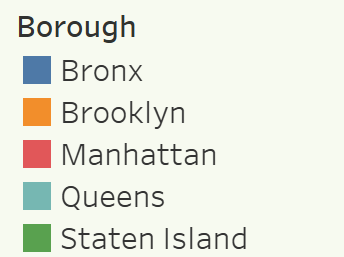 Borough
Bronx
Brooklyn
Manhattan
Queens
Staten Island